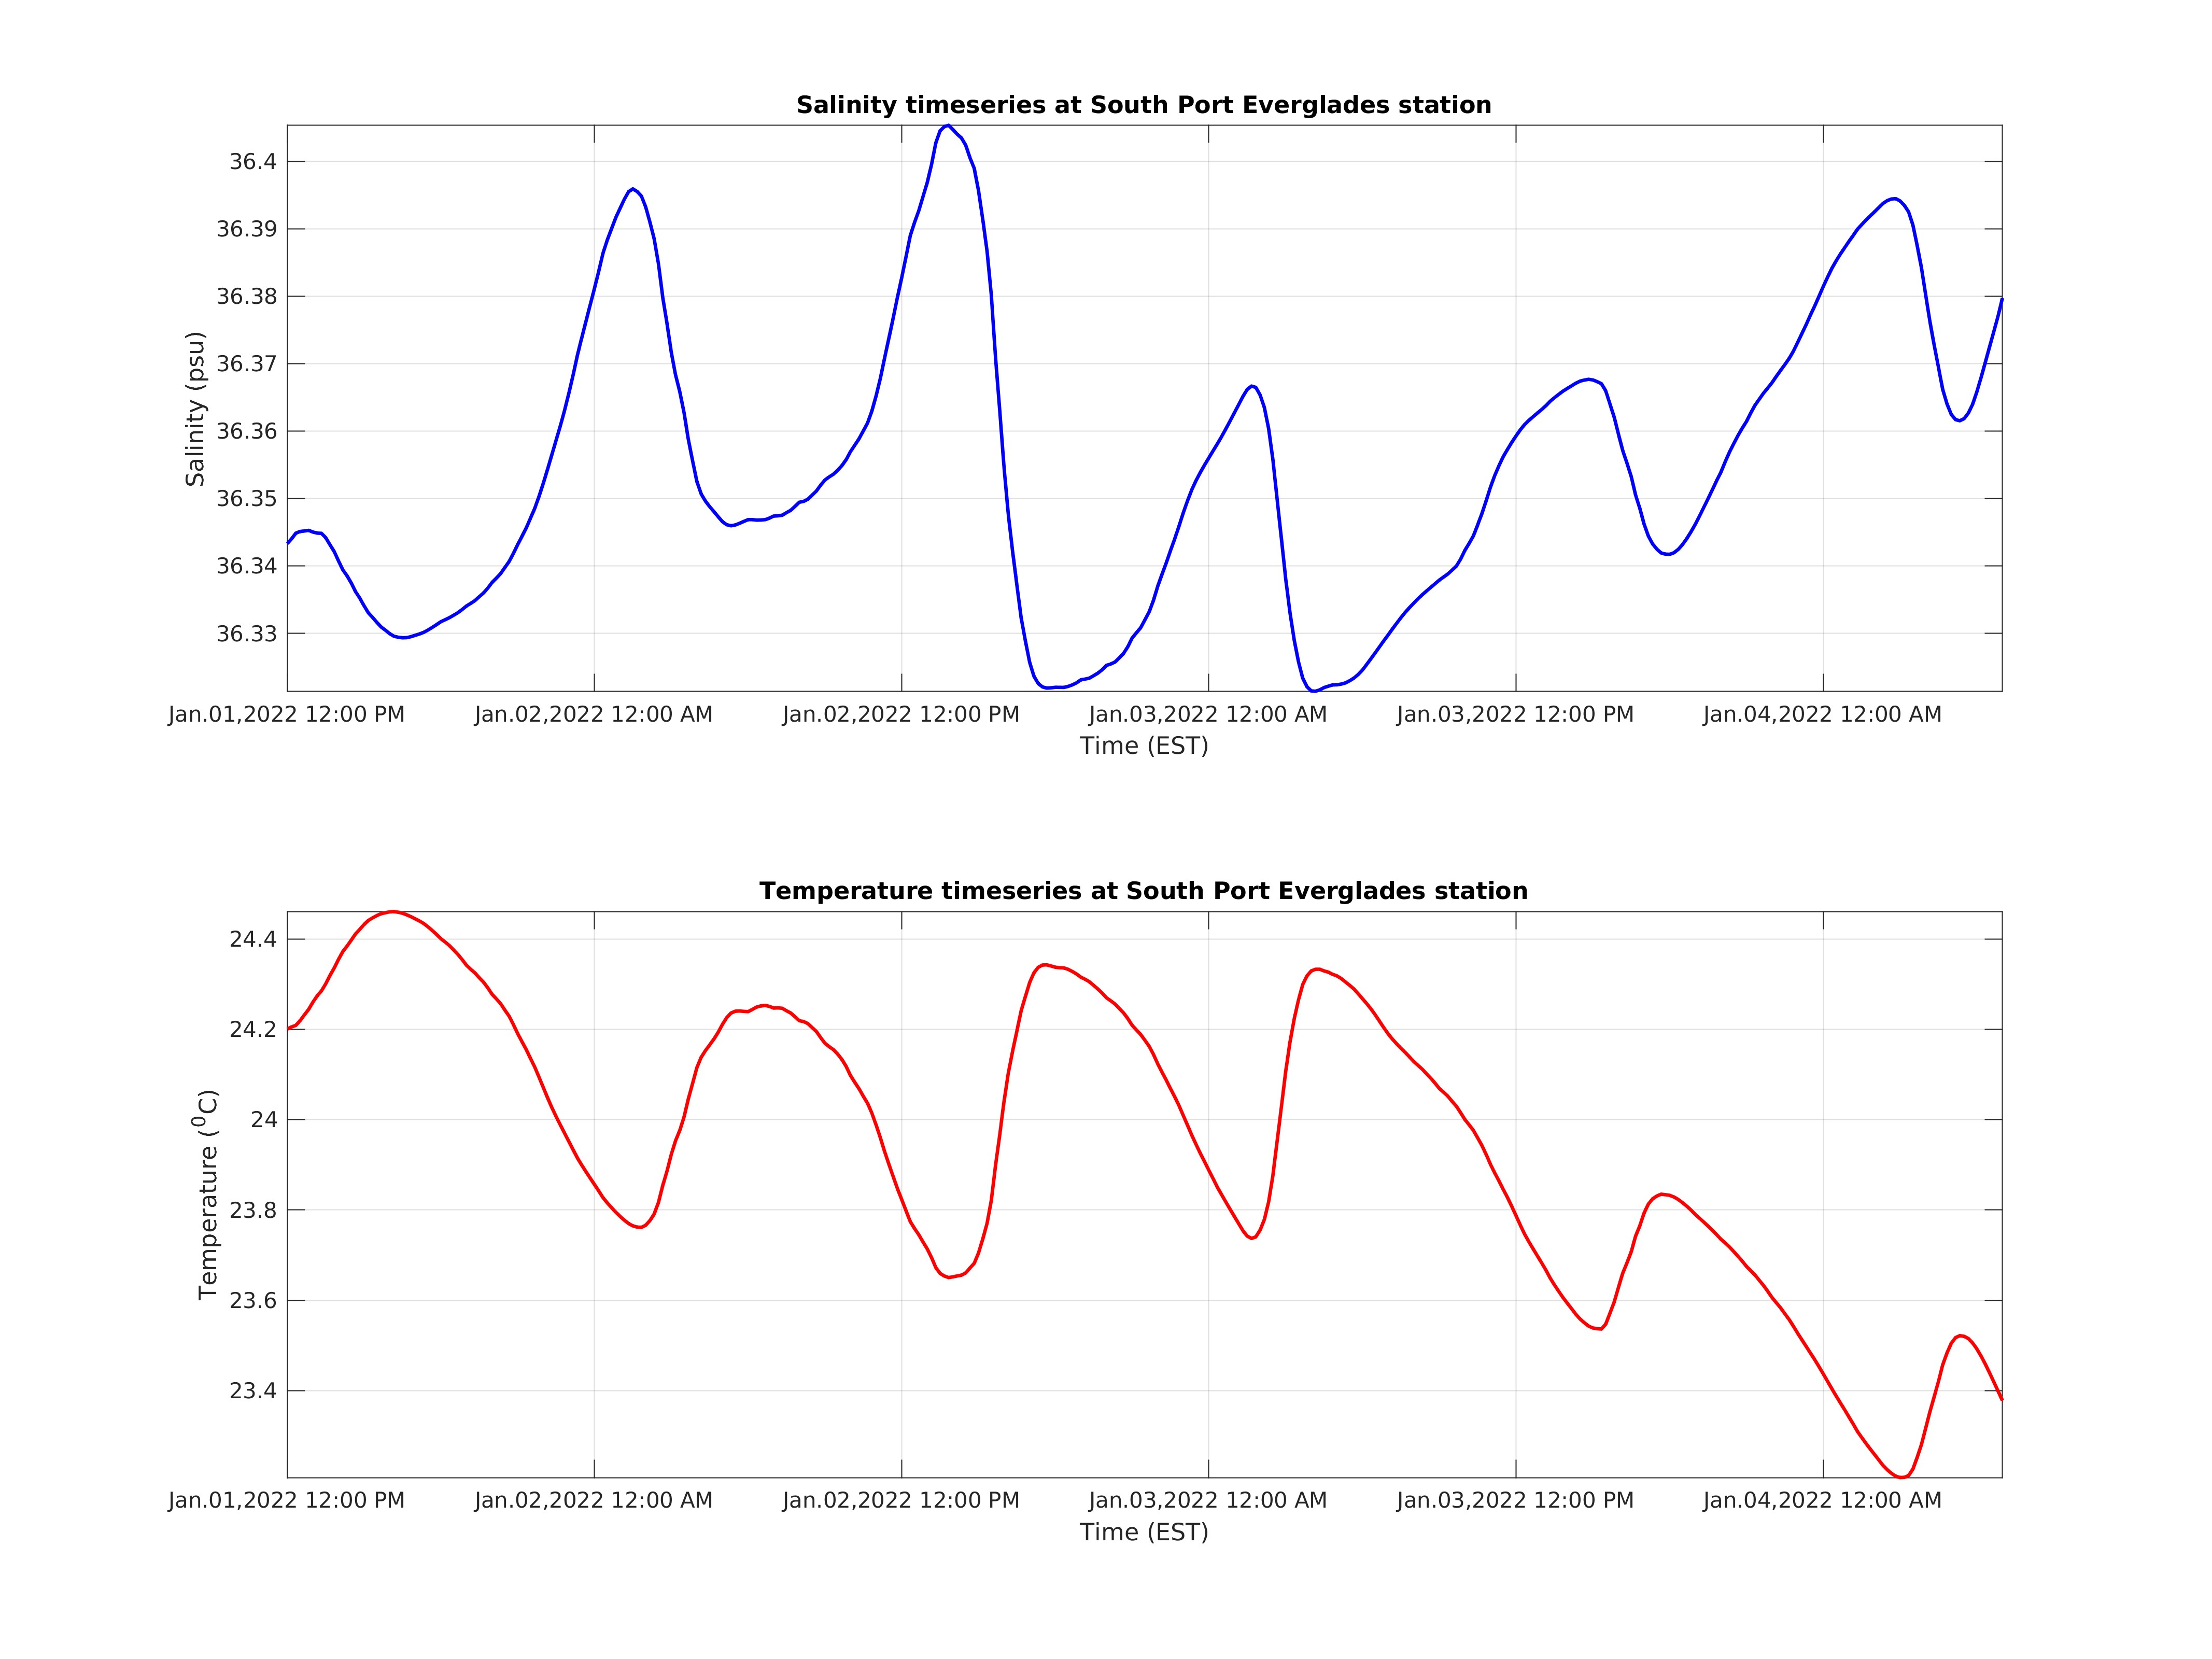 Salinity timeseries at South Port Everglades station
36.4
36.39
36.38
36.37
36.36
36.35
36.34
36.33
Salinity (psu)
Jan.01,2022 12:00 PM Jan.02,2022 12:00 AM Jan.02,2022 12:00 PM Jan.03,2022 12:00 AM Jan.03,2022 12:00 PM Jan.04,2022 12:00 AM
Time (EST)
Temperature timeseries at South Port Everglades station
24.4
24.2
24
23.8
23.6
23.4
Temperature (⁰C)
Jan.01,2022 12:00 PM Jan.02,2022 12:00 AM Jan.02,2022 12:00 PM Jan.03,2022 12:00 AM Jan.03,2022 12:00 PM Jan.04,2022 12:00 AM
Time (EST)